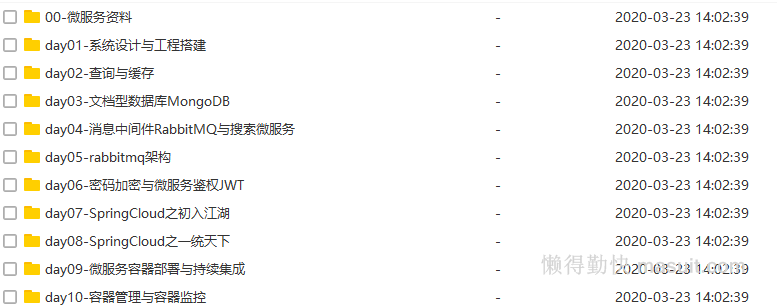 00-微服务资料 - 2020-03-23 14:02:39
day01-系统设计与工程搭建 - 2020-03-23 14:02:39
day02-查询与缓存 - 2020-03-23 14:02:39
day03-文档型数据库MongoDB - 2020-03-23 14:02:39
day04-消息中间件RabbitMQ与搜索微服务 - 2020-03-23 14:02:39
day05-rabbitmq架构 - 2020-03-23 14:02:39
day06-密码加密与微服务鉴权JWT - 2020-03-23 14:02:39
day07-SpringCloud之初入江湖 - 2020-03-23 14:02:39
day08-SpringCloud之一统天下 - 2020-03-23 14:02:39
懒得勤快 masuit.com
day09-微服务容器部署与持续集成 - 2020-03-23 14:02:39
day10-容器管理与容器监控 - 2020-03-23 14:02:39